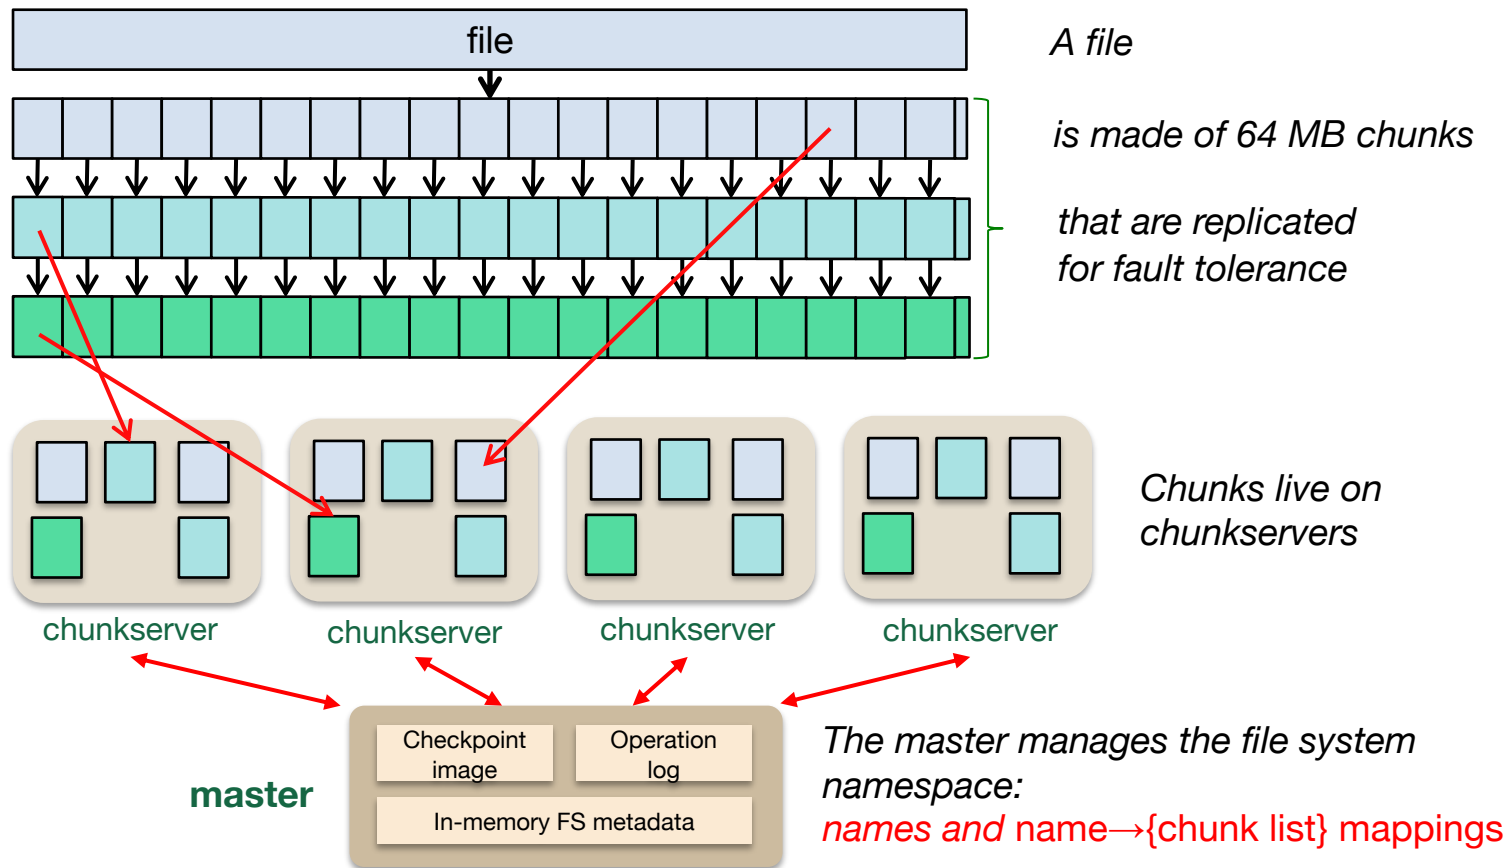 file
A file
is made of 64 MB chunks
that are replicated
for fault tolerance
Chunks live on
chunkservers
chunkserver
chunkserver
chunkserver
chunkserver
master
Checkpoint
image
Operation
log
In-memory FS metadata
The master manages the file system
namespace:
names and name→{chunk list} mappings